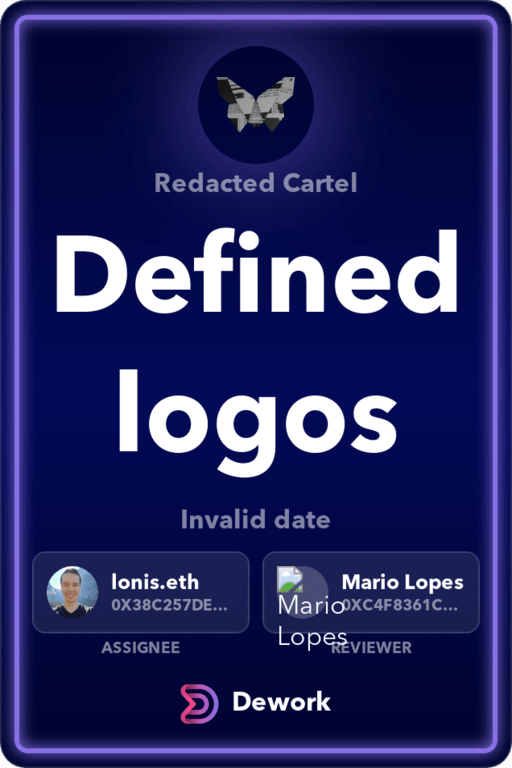 Redacted Cartel
Defined
logos
Invalid date
lonis.eth
0X38C257DE...
ASSIGNEE
Mario Lopes
0XC4F8361C...
Mario
Lopes
REVIEWER
Dework